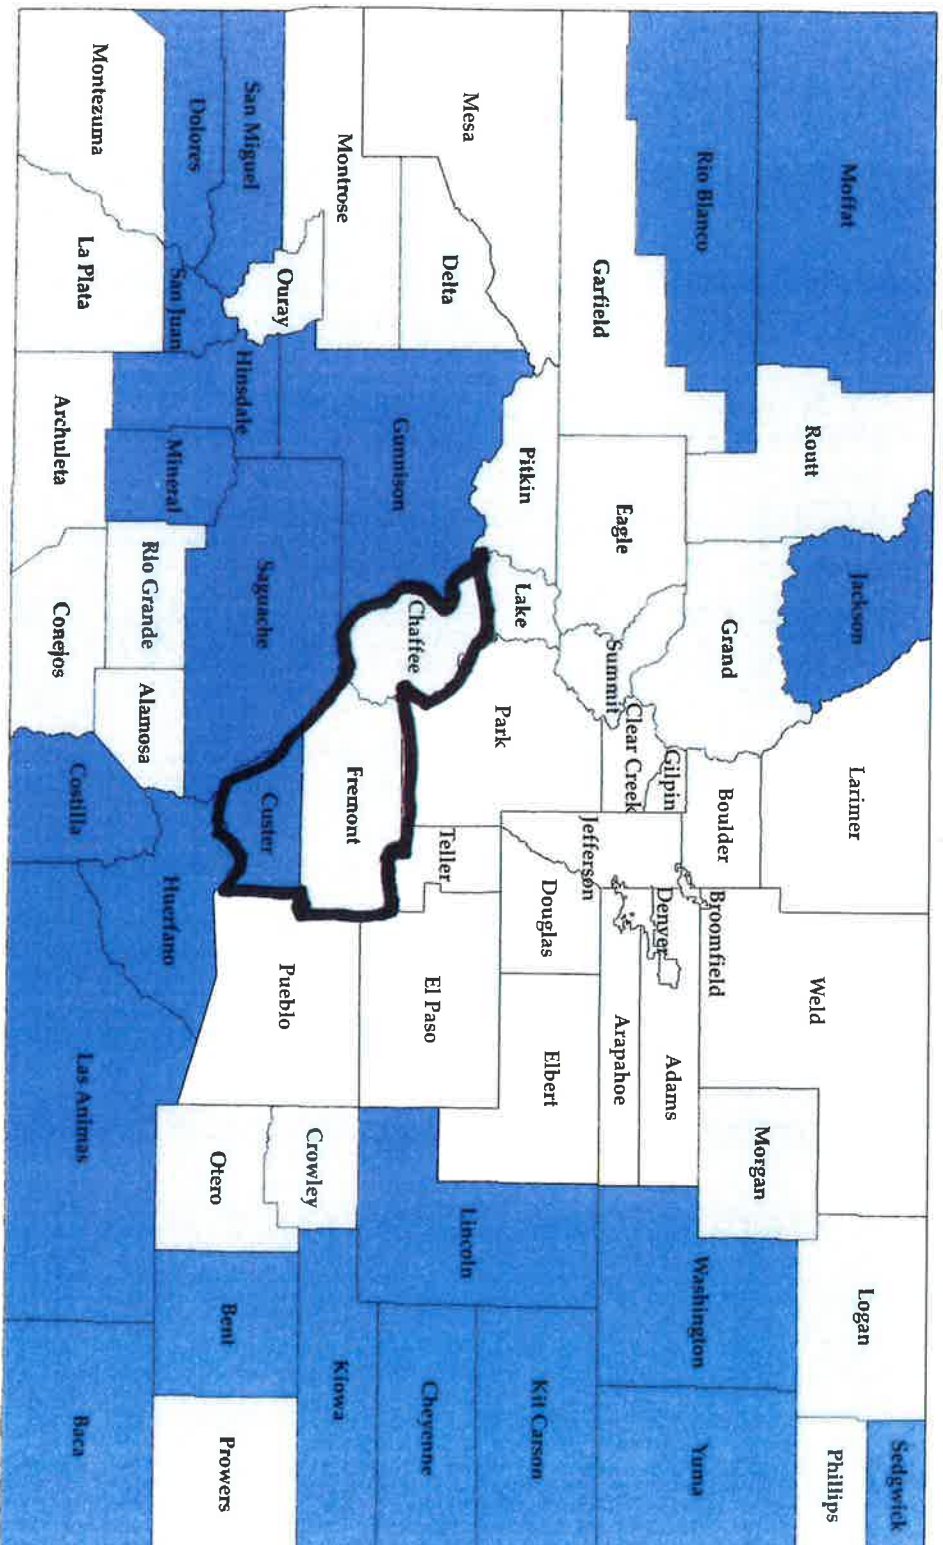 Moffat
Routt
Jackson
Larimer
Weld
Logan
Sedgwick
Phillips
Rio Blanco
Grand
Boulder
Broomfield
Morgan
Washington
Yuma
Garfield
Eagle
Summit
Clear Creek
Gilpin
Jefferson
Denver
Adams
Arapahoe
Mesa
Delta
Pitkin
Lake
Park
Douglas
Elbert
Lincoln
Kit Carson
Cheyenne
Montrose
Gunnison
Chaffee
Fremont
Teller
El Paso
Kiowa
San Miguel
Ouray
Hinsdale
Saguache
Custer
Pueblo
Crowley
Otero
Bent
Prowers
Dolores
San Juan
Mineral
Rio Grande
Alamosa
Huerfano
Montezuma
La Plata
Archuleta
Conejos
Costilla
Las Animas
Baca